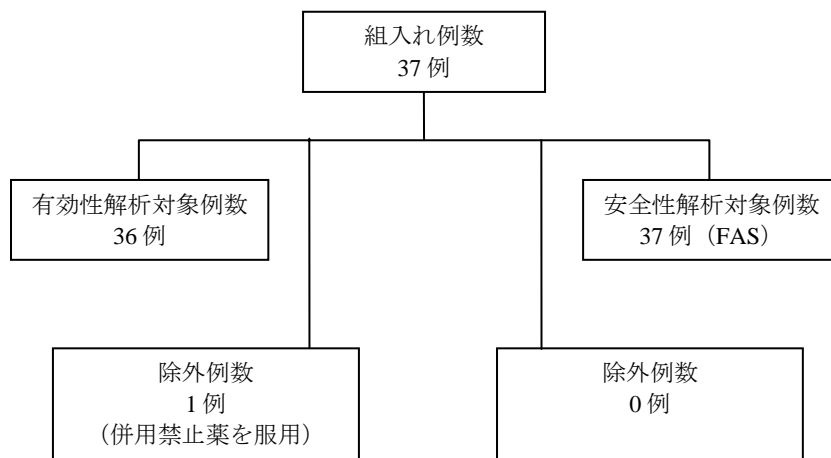 組入れ例数
37 例
有効性解析対象例数
36 例
安全性解析対象例数
37 例（FAS）
除外例数
1 例
（併用禁止薬を服用）
除外例数
0 例